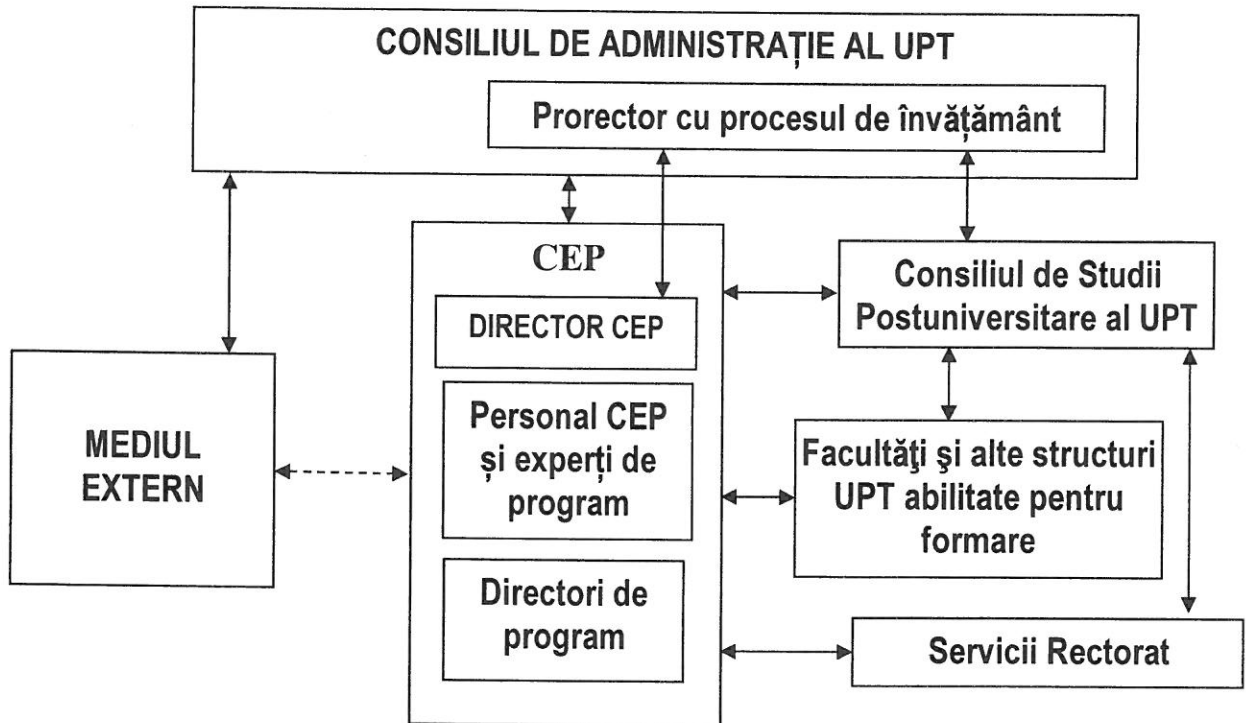 CONSILIUL DE ADMINISTRAȚIE AL UPT
Prorector cu procesul de învățământ
CEP
DIRECTOR CEP
Personal CEP
și experți de
program
Directori de
program
MEDIUL
EXTERN
Consiliul de Studii
Postuniversitare al UPT
Facultăţi şi alte structuri
UPT abilitate pentru
formare
Servicii Rectorat